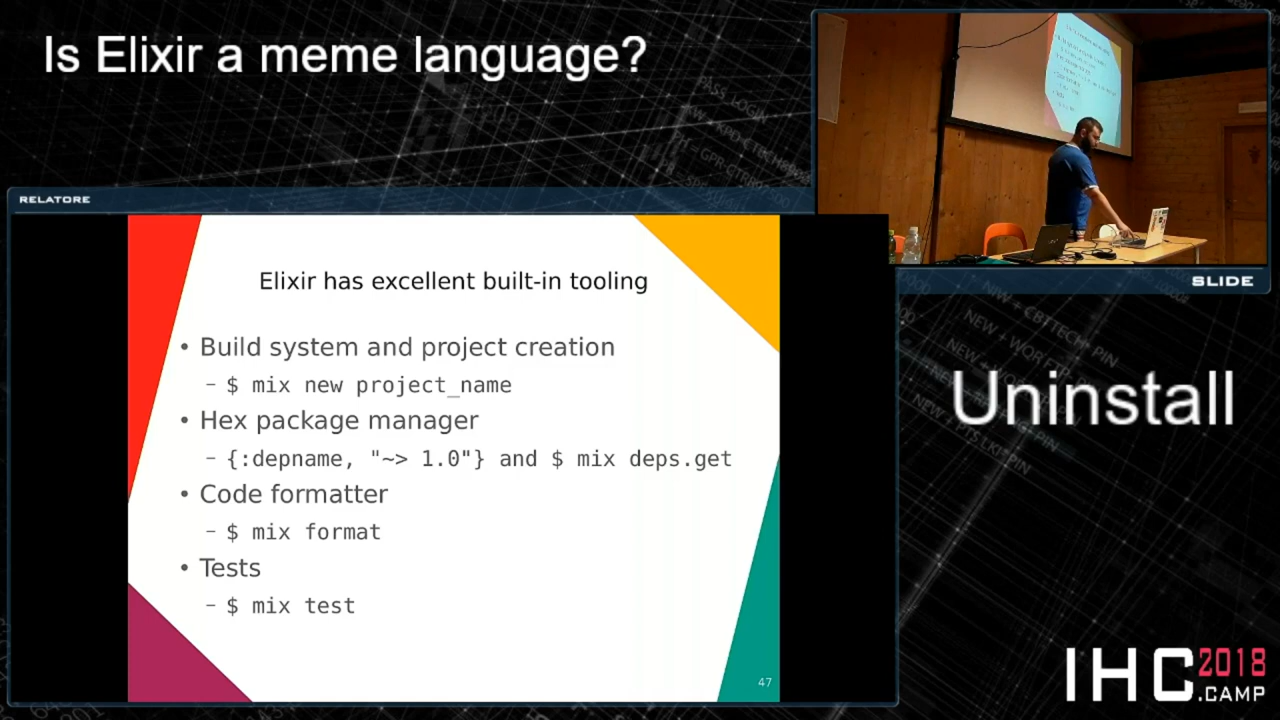 Is Elixir a meme language?
RELATORE
Elixir has excellent built-in tooling
• Build system and project creation
– $ mix new project_name
• Hex package manager
– {:depname, "~> 1.0"} and $ mix deps.get
• Code formatter
– $ mix format
• Tests
– $ mix test
47
SLIDE
Uninstall
IHC 2018
.CAMP